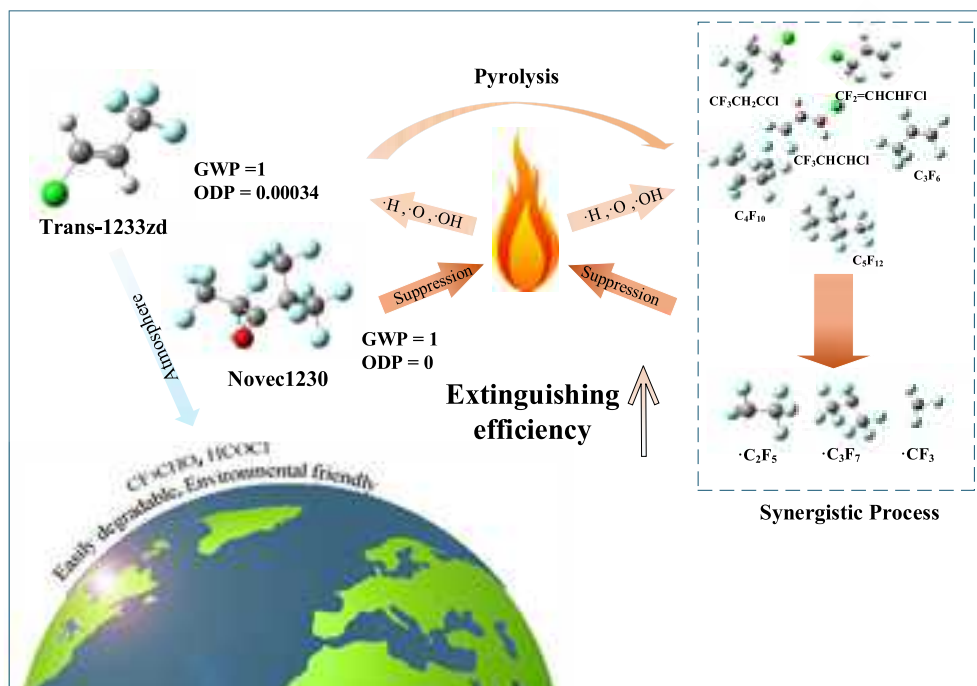 Pyrolysis
CF₃CH₂CCl
CF₂=CHCHFCl
CF₃CHCHCl
C₃F₆
C₄F₁₀
C₅F₁₂
GWP =1
ODP = 0.00034
Trans-1233zd
·H ,·O ,·OH
·H ,·O ,·OH
Suppression
Suppression
Atmosphere
GWP = 1
ODP = 0
Novec1230
Extinguishing
efficiency
·C₂F₅
·C₃F₇
·CF₃
Synergistic Process
CF₃CHO, HCOCl
Easily degradable, Environmental friendly